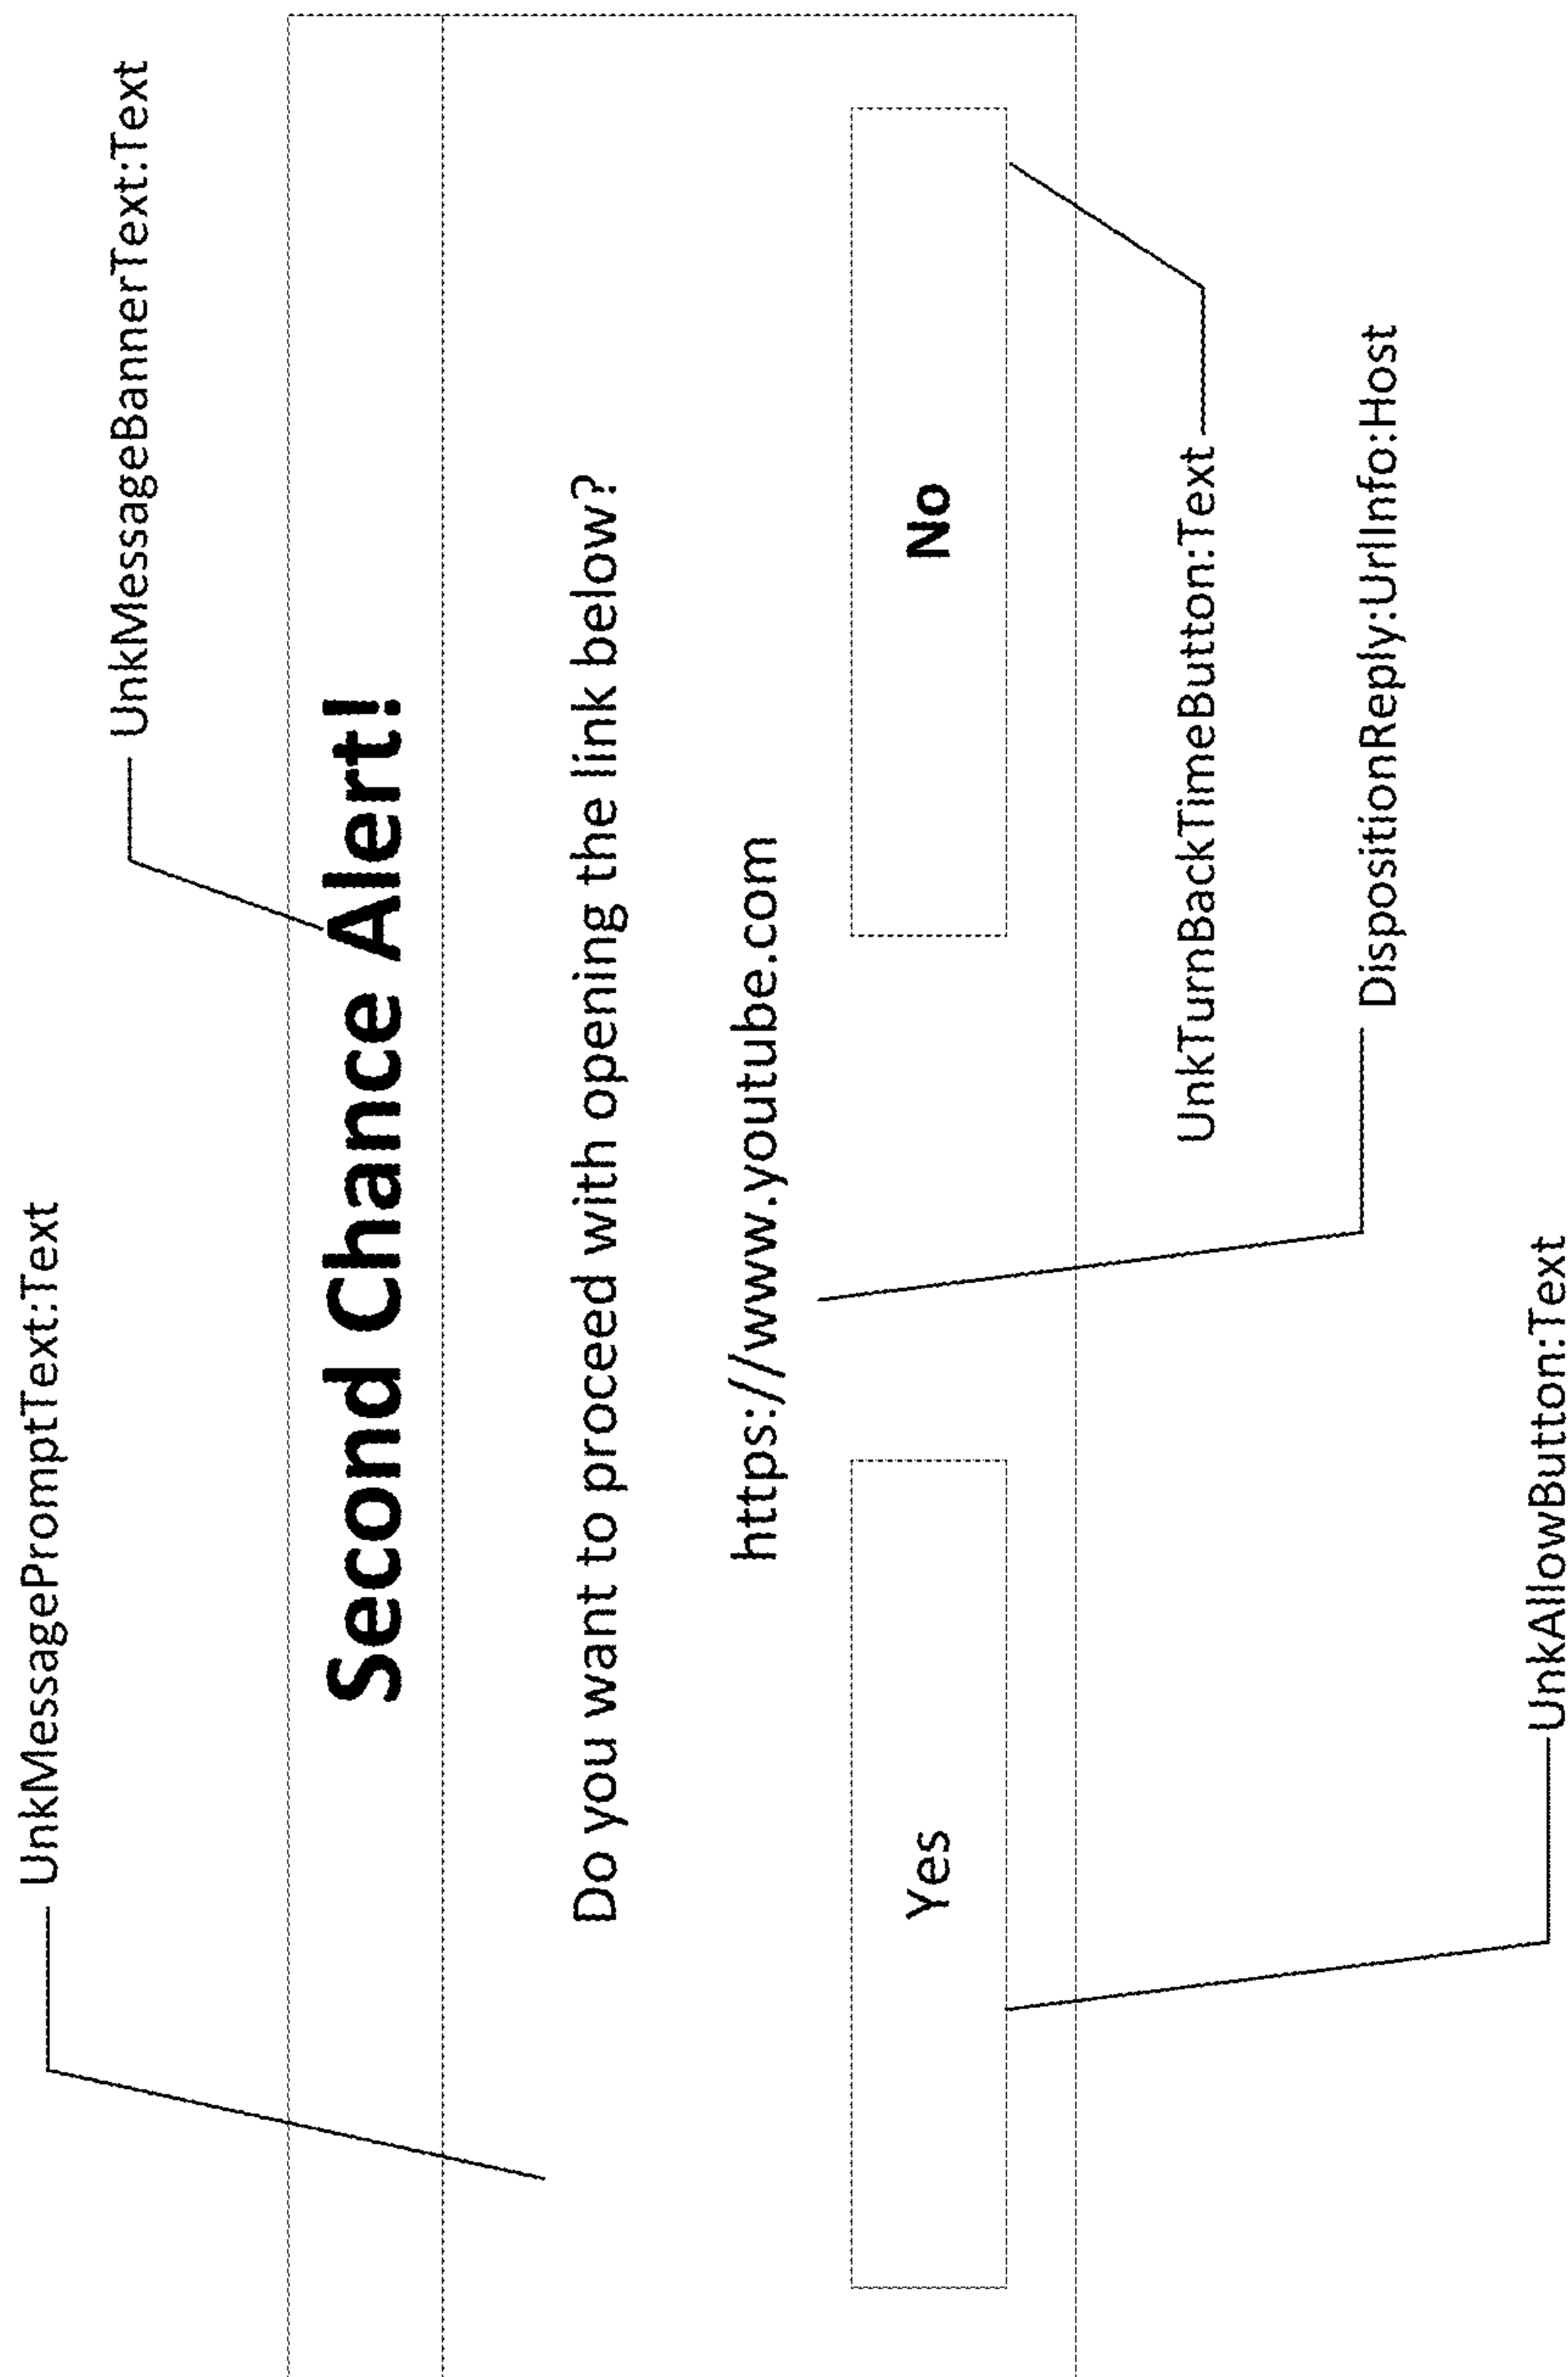 UnkMessagePromptText:Text
UnkMessageBannerText:Text
Second Chance Alert!
Do you want to proceed with opening the link below?
https://www.youtube.com
Yes
No
UnkTurnBackTimeButton:Text
DispositionReply:UrlInfo:Host
UnkAllowButton:Text